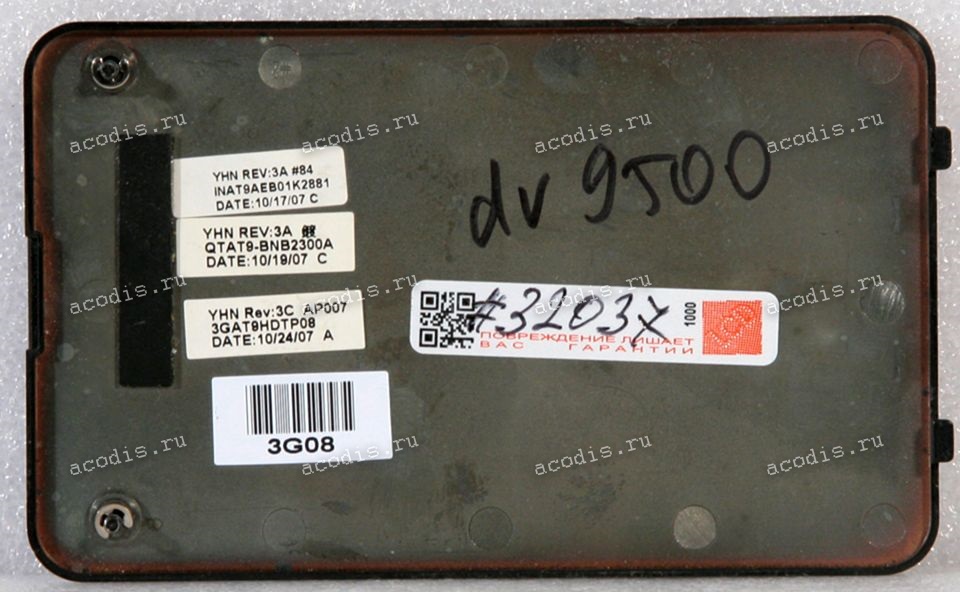 YHN REV:3A #84
INAT9AEB01K2881
DATE:10/17/07 C
YHN REV:3A
QTAT9-BNB2300A
DATE:10/19/07 C
YHN Rev:3C AP007
3GAT9HDTP08
DATE:10/24/07 A
3G08
dv 9500
#32037
1000
ПОВРЕЖДЕНИЕ ЛИШАЕТ
ВАС ГАРАНТИИ
acodis.ru
acodis.ru
acodis.ru
acodis.ru
acodis.ru
acodis.ru
acodis.ru
acodis.ru
acodis.ru
acodis.ru
acodis.ru
acodis.ru